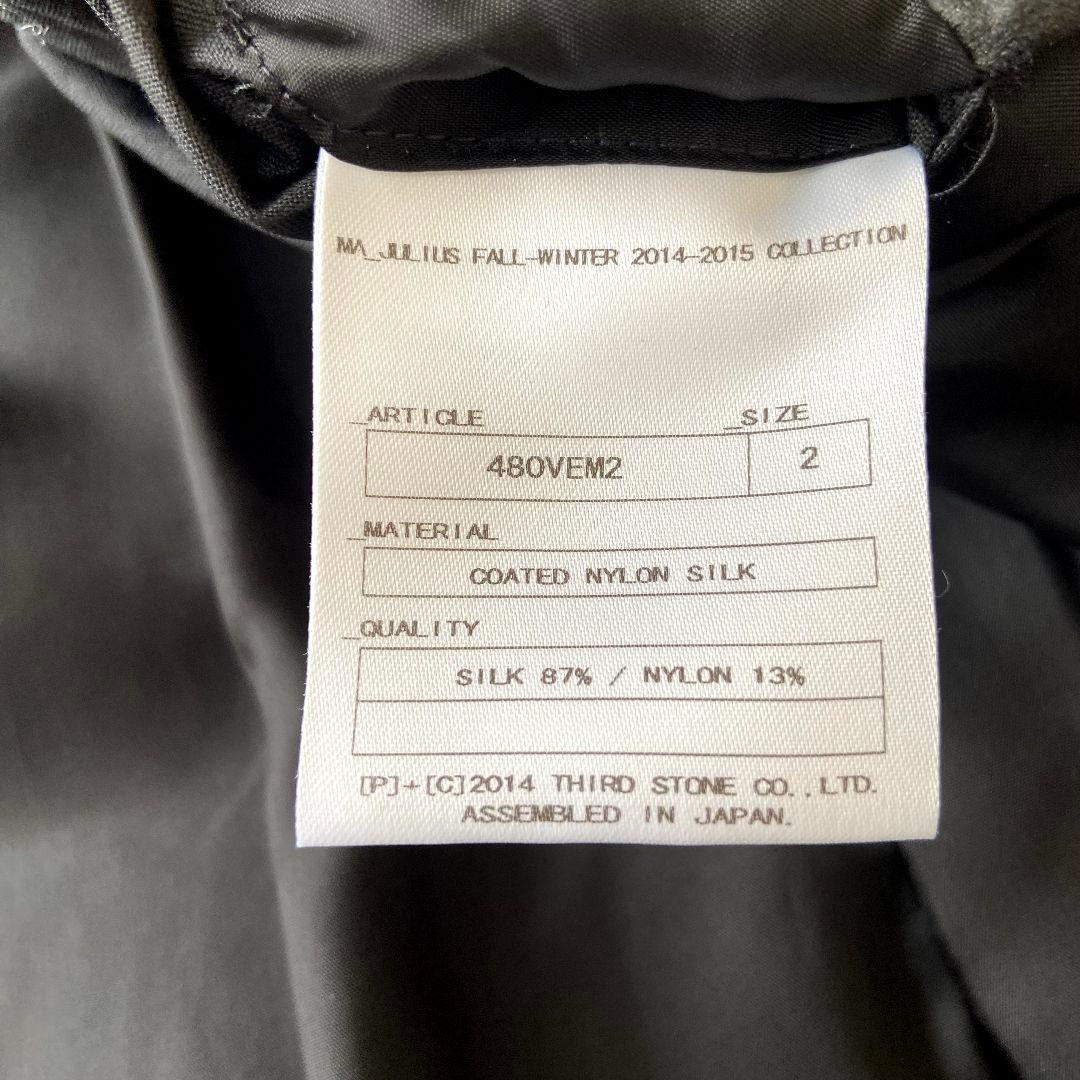 MA_JULIUS FALL-WINTER 2014-2015 COLLECTION
_ARTICLE _SIZE
480VEM2 2
_MATERIAL
COATED NYLON SILK
_QUALITY
SILK 87% / NYLON 13%
[P]+[C]2014 THIRD STONE CO.,LTD.
ASSEMBLED IN JAPAN.